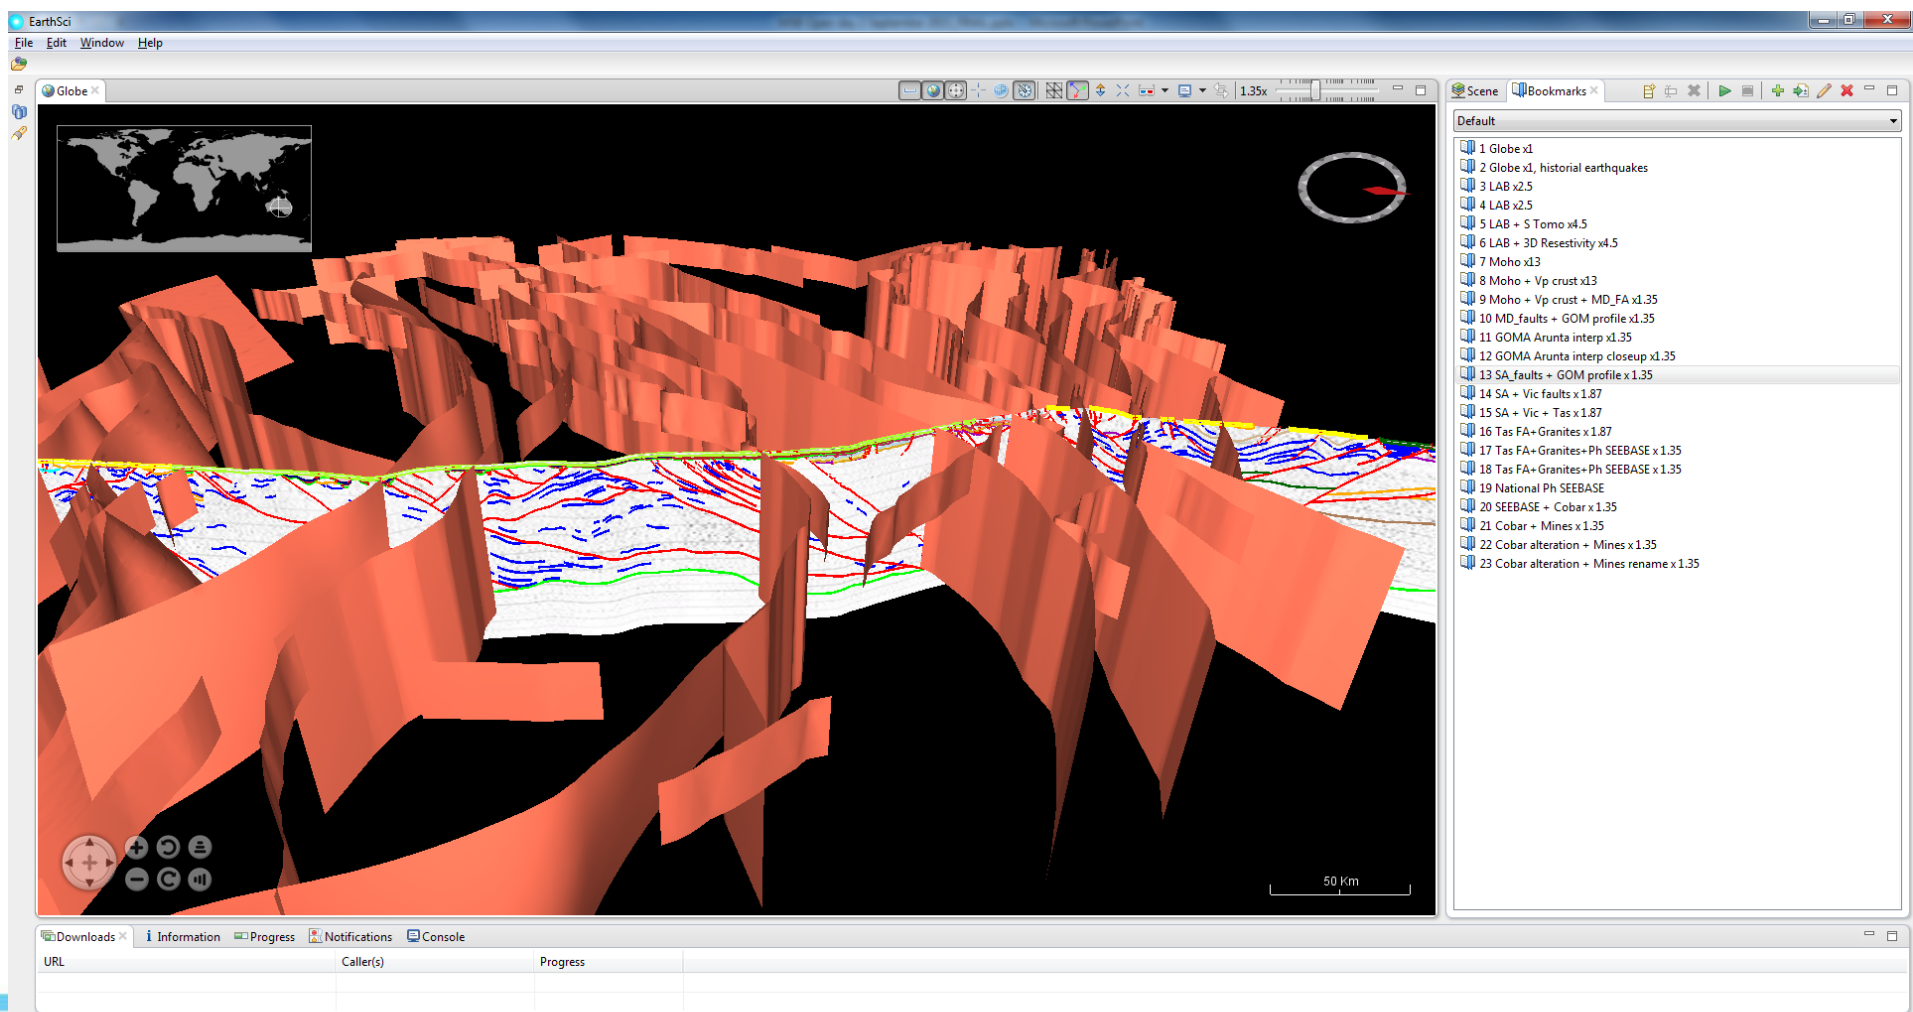 EarthSci
File Edit Window Help
Globe
1.35x
50 Km
Scene Bookmarks
Default
1 Globe x1
2 Globe x1, historial earthquakes
3 LAB x2.5
4 LAB x2.5
5 LAB + S Tomo x4.5
6 LAB + 3D Resestivity x4.5
7 Moho x13
8 Moho + Vp crust x13
9 Moho + Vp crust + MD_FA x1.35
10 MD_faults + GOM profile x1.35
11 GOMA Arunta interp x1.35
12 GOMA Arunta interp closeup x1.35
13 SA_faults + GOM profile x 1.35
14 SA + Vic faults x 1.87
15 SA + Vic + Tas x 1.87
16 Tas FA+Granites x 1.87
17 Tas FA+Granites+Ph SEEBASE x 1.35
18 Tas FA+Granites+Ph SEEBASE x 1.35
19 National Ph SEEBASE
20 SEEBASE + Cobar x 1.35
21 Cobar + Mines x 1.35
22 Cobar alteration + Mines x 1.35
23 Cobar alteration + Mines rename x 1.35
Downloads Information Progress Notifications Console
URL Caller(s) Progress